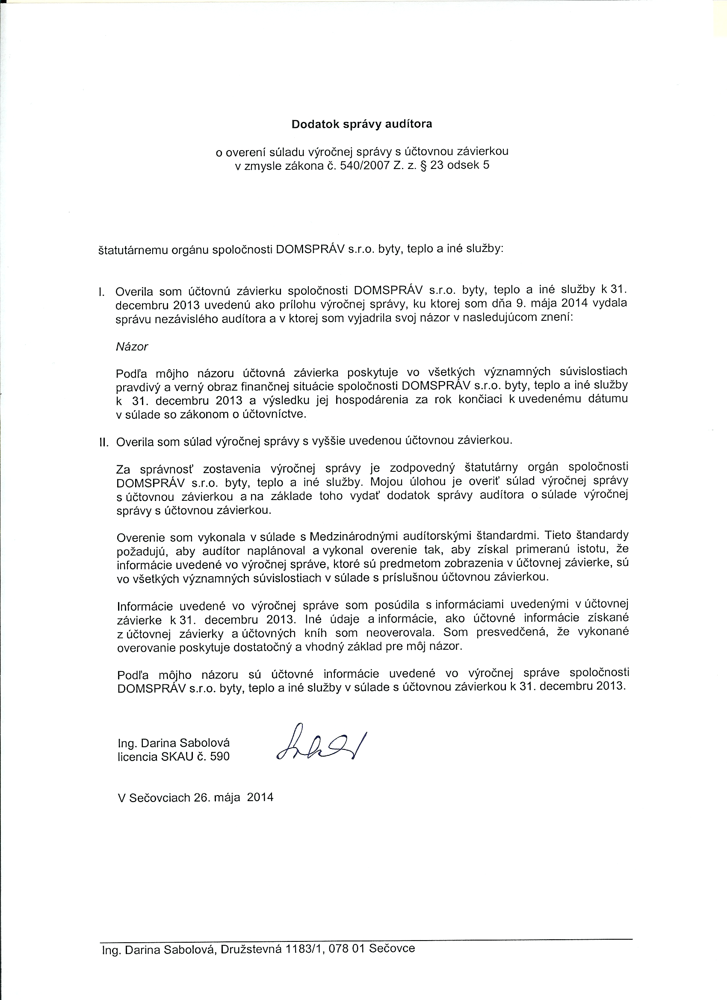 Dodatok správy audítora
o overení súladu výročnej správy s účtovnou závierkou
v zmysle zákona č. 540/2007 Z. z. § 23 odsek 5
štatutárnemu orgánu spoločnosti DOMSPRÁV s.r.o. byty, teplo a iné služby:
I. Overila som účtovnú závierku spoločnosti DOMSPRÁV s.r.o. byty, teplo a iné služby k 31.
decembru 2013 uvedenú ako prílohu výročnej správy, ku ktorej som dňa 9. mája 2014 vydala
správu nezávislého audítora a v ktorej som vyjadrila svoj názor v nasledujúcom znení:
Názor
Podľa môjho názoru účtovná závierka poskytuje vo všetkých významných súvislostiach
pravdivý a verný obraz finančnej situácie spoločnosti DOMSPRÁV s.r.o. byty, teplo a iné služby
k 31. decembru 2013 a výsledku jej hospodárenia za rok končiaci k uvedenému dátumu
v súlade so zákonom o účtovníctve.
II. Overila som súlad výročnej správy s vyššie uvedenou účtovnou závierkou.
Za správnosť zostavenia výročnej správy je zodpovedný štatutárny orgán spoločnosti
DOMSPRÁV s.r.o. byty, teplo a iné služby. Mojou úlohou je overiť súlad výročnej správy
s účtovnou závierkou a na základe toho vydať dodatok správy audítora o súlade výročnej
správy s účtovnou závierkou.
Overenie som vykonala v súlade s Medzinárodnými audítorskými štandardmi. Tieto štandardy
požadujú, aby audítor naplánoval a vykonal overenie tak, aby získal primeranú istotu, že
informácie uvedené vo výročnej správe, ktoré sú predmetom zobrazenia v účtovnej závierke, sú
vo všetkých významných súvislostiach v súlade s príslušnou účtovnou závierkou.
Informácie uvedené vo výročnej správe som posúdila s informáciami uvedenými v účtovnej
závierke k 31. decembru 2013. Iné údaje a informácie, ako účtovné informácie získané
z účtovnej závierky a účtovných kníh som neoverovala. Som presvedčená, že vykonané
overovanie poskytuje dostatočný a vhodný základ pre môj názor.
Podľa môjho názoru sú účtovné informácie uvedené vo výročnej správe spoločnosti
DOMSPRÁV s.r.o. byty, teplo a iné služby v súlade s účtovnou závierkou k 31. decembru 2013.
Ing. Darina Sabolová
licencia SKAU č. 590
V Sečovciach 26. mája 2014
Ing. Darina Sabolová, Družstevná 1183/1, 078 01 Sečovce